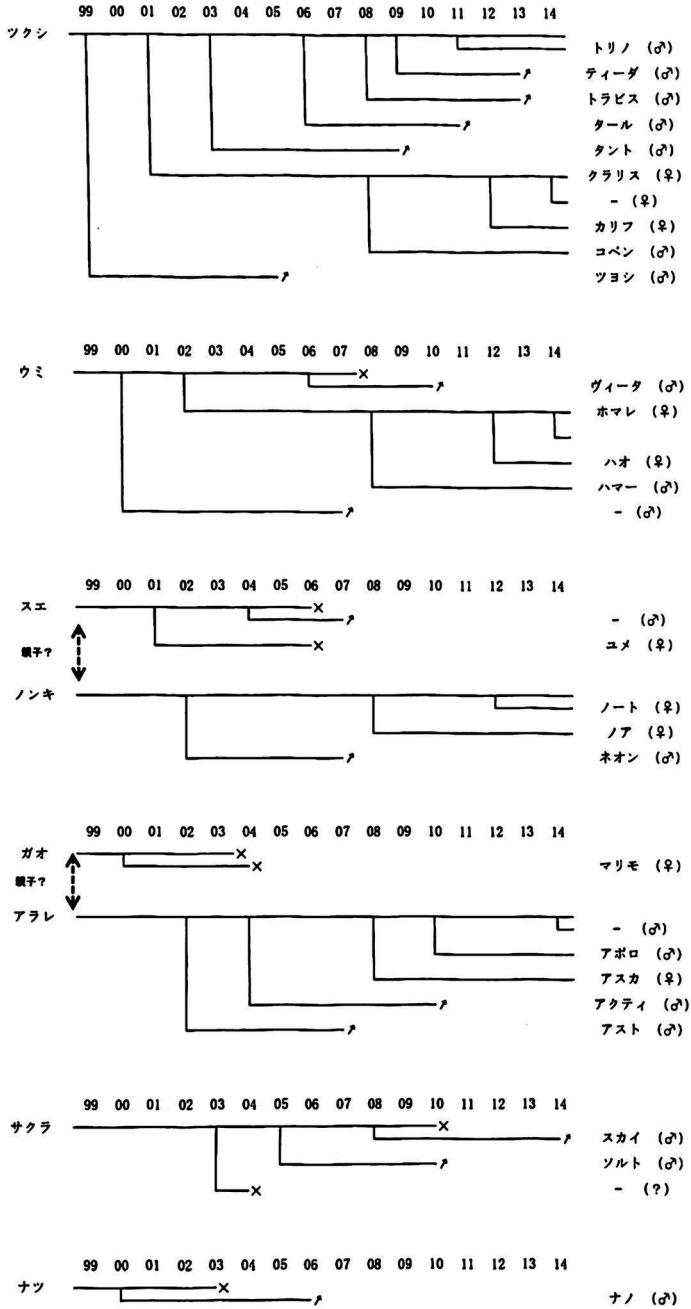 99 00 01 02 03 04 05 06 07 08 09 10 11 12 13 14
ツクシ
トリノ (♂)
ティーダ (♂)
トラビス (♂)
タール (♂)
タント (♂)
クラリス (♀)
- (♀)
カリフ (♀)
コペン (♂)
ツヨシ (♂)
99 00 01 02 03 04 05 06 07 08 09 10 11 12 13 14
ウミ
ヴィータ (♂)
ホマレ (♀)
ハオ (♀)
ハマー (♂)
- (♂)
99 00 01 02 03 04 05 06 07 08 09 10 11 12 13 14
スエ
- (♂)
親子?
ユメ (♀)
ノンキ
ノート (♀)
ノア (♀)
ネオン (♂)
99 00 01 02 03 04 05 06 07 08 09 10 11 12 13 14
ガオ
マリモ (♀)
親子?
アラレ
- (♂)
アポロ (♂)
アスカ (♀)
アクティ (♂)
アスト (♂)
99 00 01 02 03 04 05 06 07 08 09 10 11 12 13 14
サクラ
スカイ (♂)
ソルト (♂)
- (?)
99 00 01 02 03 04 05 06 07 08 09 10 11 12 13 14
ナツ
ナノ (♂)